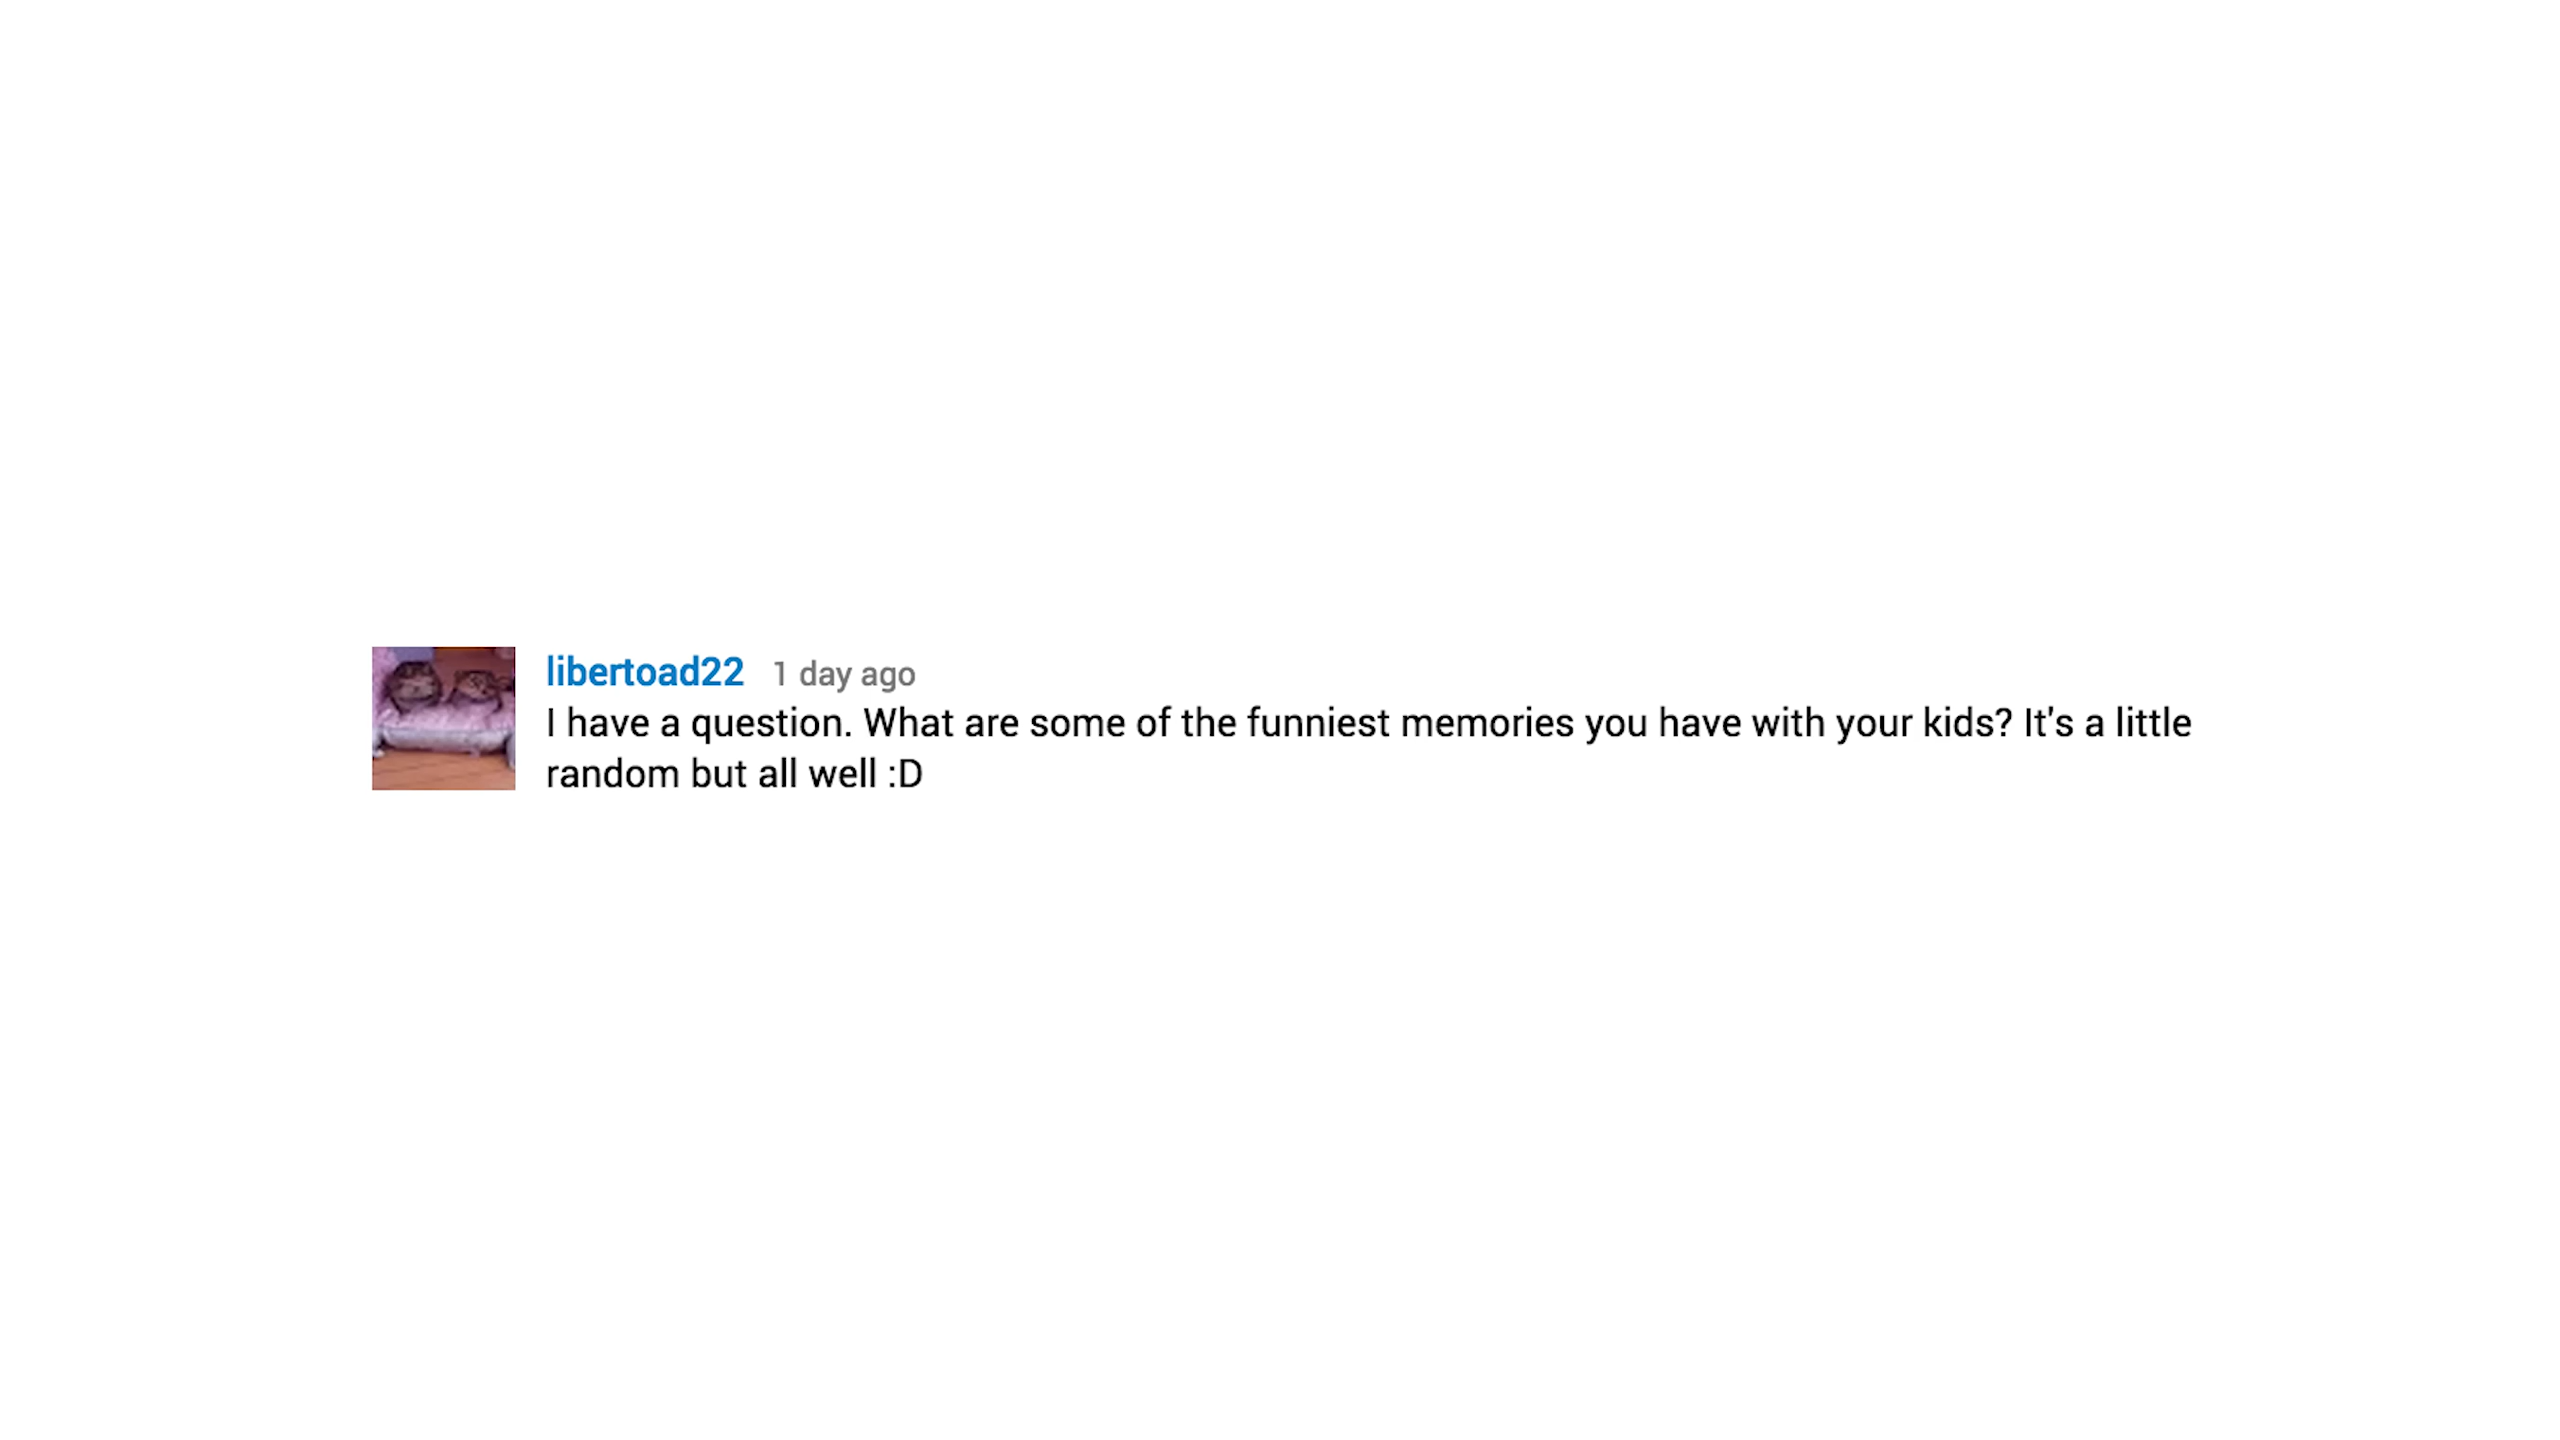 libertoad22 1 day ago
I have a question. What are some of the funniest memories you have with your kids? It's a little
random but all well :D